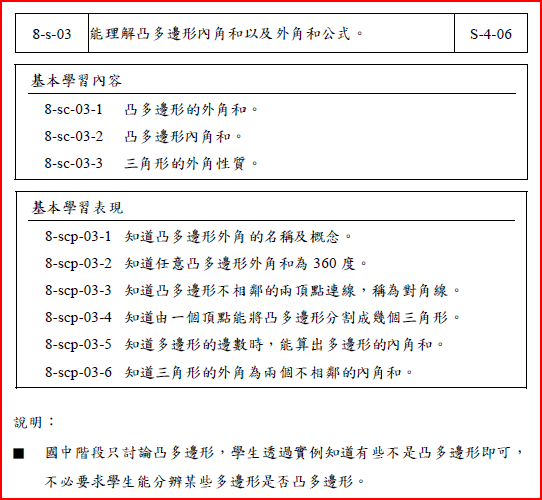 8-s-03 能理解凸多邊形內角和以及外角和公式。 S-4-06
基本學習內容
8-sc-03-1 凸多邊形的外角和。
8-sc-03-2 凸多邊形內角和。
8-sc-03-3 三角形的外角性質。
基本學習表現
8-scp-03-1 知道凸多邊形外角的名稱及概念。
8-scp-03-2 知道任意凸多邊形外角和為 360 度。
8-scp-03-3 知道凸多邊形不相鄰的兩頂點連線，稱為對角線。
8-scp-03-4 知道由一個頂點能將凸多邊形分割成幾個三角形。
8-scp-03-5 知道多邊形的邊數時，能算出多邊形的內角和。
8-scp-03-6 知道三角形的外角為兩個不相鄰的內角和。
說明：
■ 國中階段只討論凸多邊形，學生透過實例知道有些不是凸多邊形即可，
不必要求學生能分辨某些多邊形是否凸多邊形。